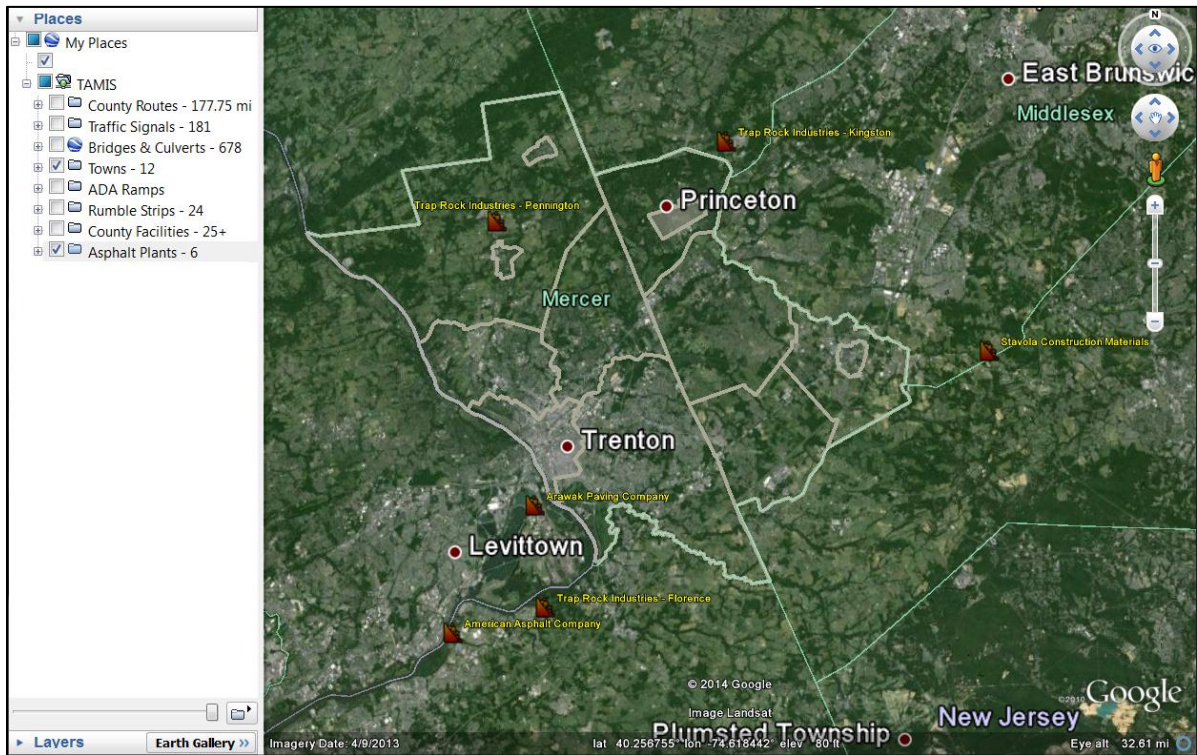 Places
My Places
TAMIS
County Routes - 177.75 mi
Traffic Signals - 181
Bridges & Culverts - 678
Towns - 12
ADA Ramps
Rumble Strips - 24
County Facilities - 25+
Asphalt Plants - 6
Layers
Earth Gallery »
N
East Brunswic
Middlesex
Trap Rock Industries - Kingston
Princeton
Trap Rock Industries - Pennington
Mercer
Stavola Construction Materials
Trenton
Arawak Paving Company
Levittown
Trap Rock Industries - Florence
American Asphalt Company
© 2014 Google
Image Landsat
©2010 Google
New Jersey
Plumsted Township
Imagery Date: 4/9/2013
lat 40.256755° lon -74.618442° elev 80 ft
Eye alt 32.61 mi